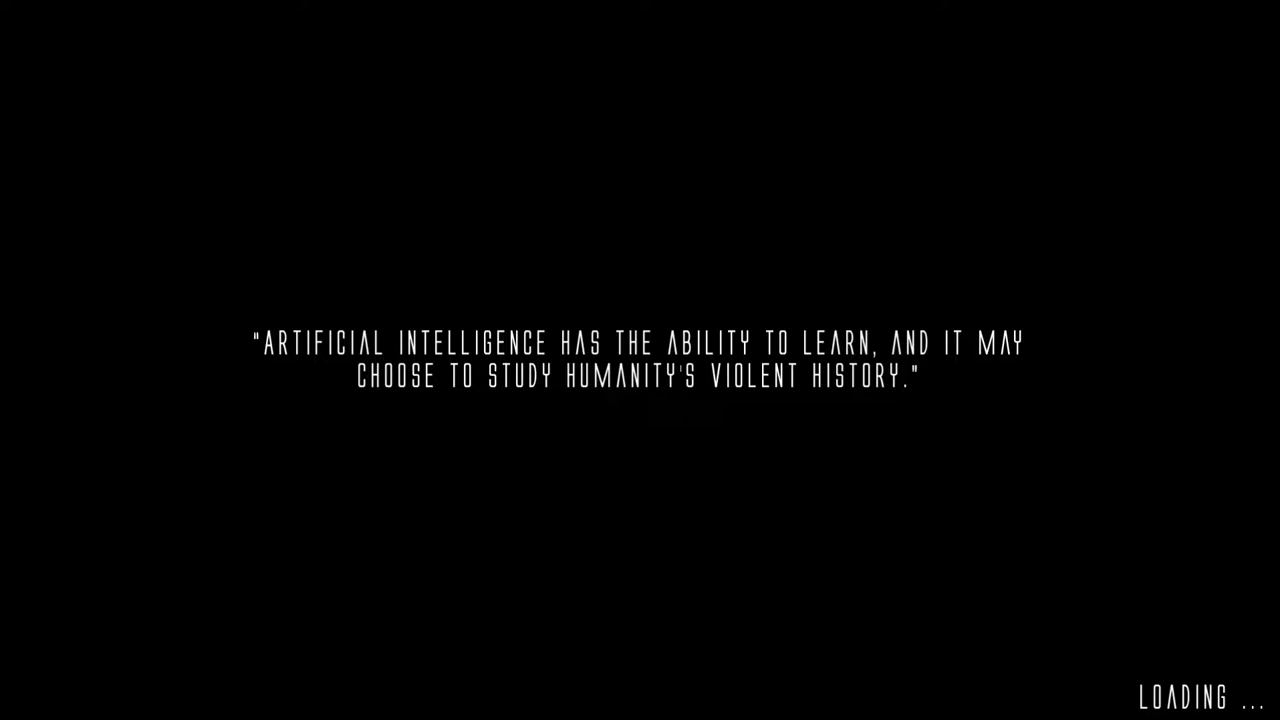 "ARTIFICIAL INTELLIGENCE HAS THE ABILITY TO LEARN, AND IT MAY
CHOOSE TO STUDY HUMANITY'S VIOLENT HISTORY."
LOADING ...